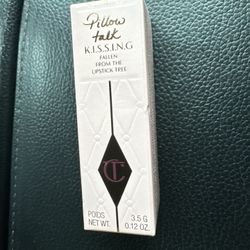 Pillow
talk
K.I.S.S.I.N.G
FALLEN
FROM THE
LIPSTICK TREE
CT
POIDS 3.5 G
NET WT. 0.12 OZ.